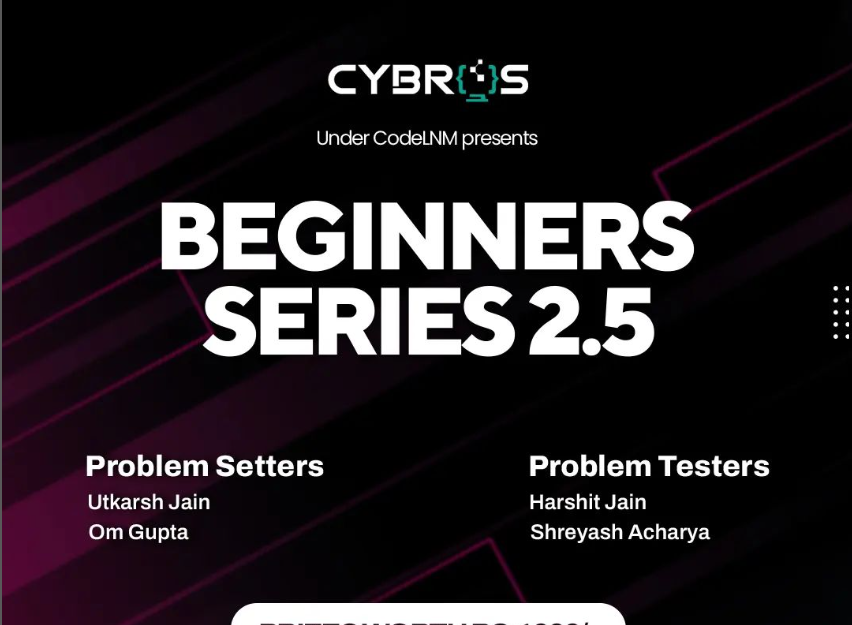 CYBROS
Under CodeLNM presents
BEGINNERS
SERIES 2.5
Problem Setters
Utkarsh Jain
Om Gupta
Problem Testers
Harshit Jain
Shreyash Acharya